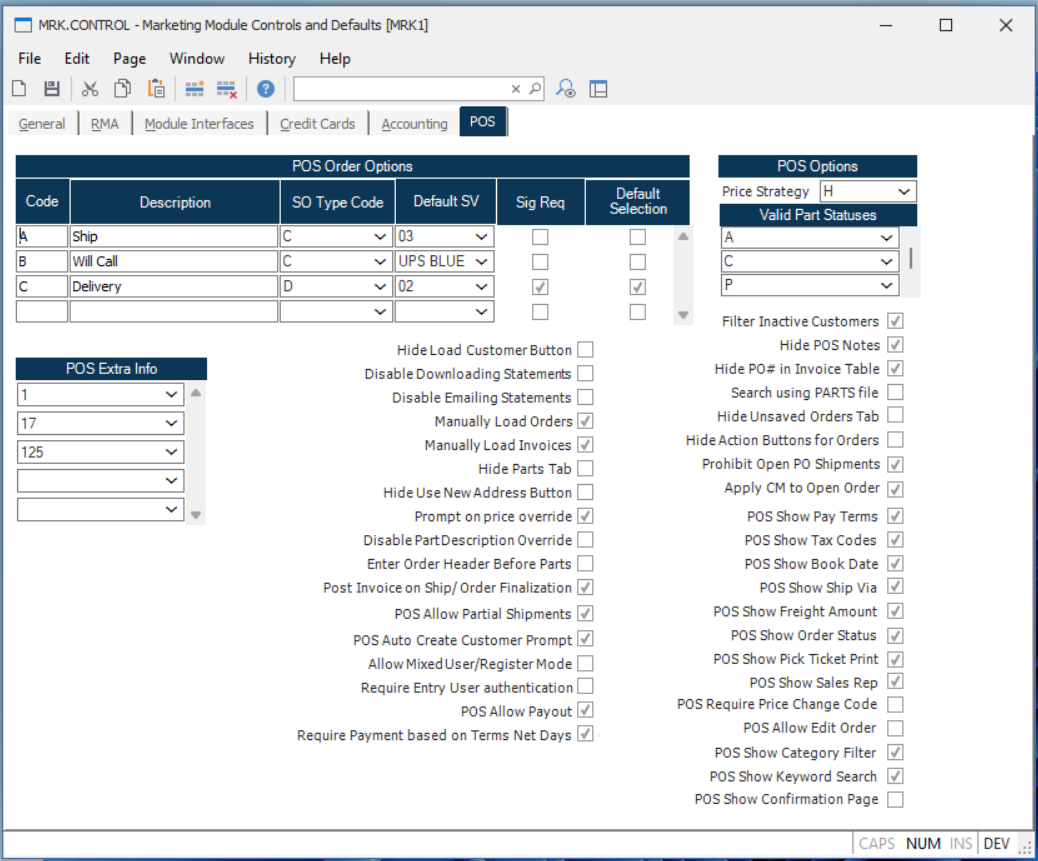 MRK.CONTROL - Marketing Module Controls and Defaults [MRK1]
File Edit Page Window History Help
General RMA Module Interfaces Credit Cards Accounting POS
POS Order Options
Code Description SO Type Code Default SV Sig Req Default Selection
A Ship C 03
B Will Call C UPS BLUE
C Delivery D 02
POS Extra Info
1
17
125
Hide Load Customer Button
Disable Downloading Statements
Disable Emailing Statements
Manually Load Orders
Manually Load Invoices
Hide Parts Tab
Hide Use New Address Button
Prompt on price override
Disable Part Description Override
Enter Order Header Before Parts
Post Invoice on Ship/ Order Finalization
POS Allow Partial Shipments
POS Auto Create Customer Prompt
Allow Mixed User/Register Mode
Require Entry User authentication
POS Allow Payout
Require Payment based on Terms Net Days
POS Options
Price Strategy H
Valid Part Statuses
A
C
P
Filter Inactive Customers
Hide POS Notes
Hide PO# in Invoice Table
Search using PARTS file
Hide Unsaved Orders Tab
Hide Action Buttons for Orders
Prohibit Open PO Shipments
Apply CM to Open Order
POS Show Pay Terms
POS Show Tax Codes
POS Show Book Date
POS Show Ship Via
POS Show Freight Amount
POS Show Order Status
POS Show Pick Ticket Print
POS Show Sales Rep
POS Require Price Change Code
POS Allow Edit Order
POS Show Category Filter
POS Show Keyword Search
POS Show Confirmation Page
CAPS NUM INS DEV